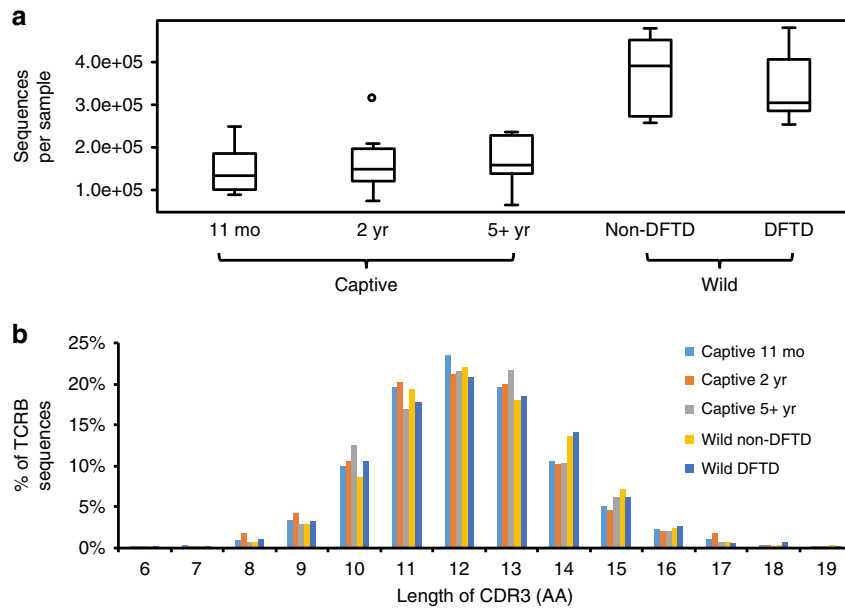 a
Sequences
per sample
4.0e+05
3.0e+05
2.0e+05
1.0e+05
11 mo
2 yr
5+ yr
Non-DFTD
DFTD
Captive
Wild
b
% of TCRB
sequences
25%
20%
15%
10%
5%
0%
Captive 11 mo
Captive 2 yr
Captive 5+ yr
Wild non-DFTD
Wild DFTD
6 7 8 9 10 11 12 13 14 15 16 17 18 19
Length of CDR3 (AA)